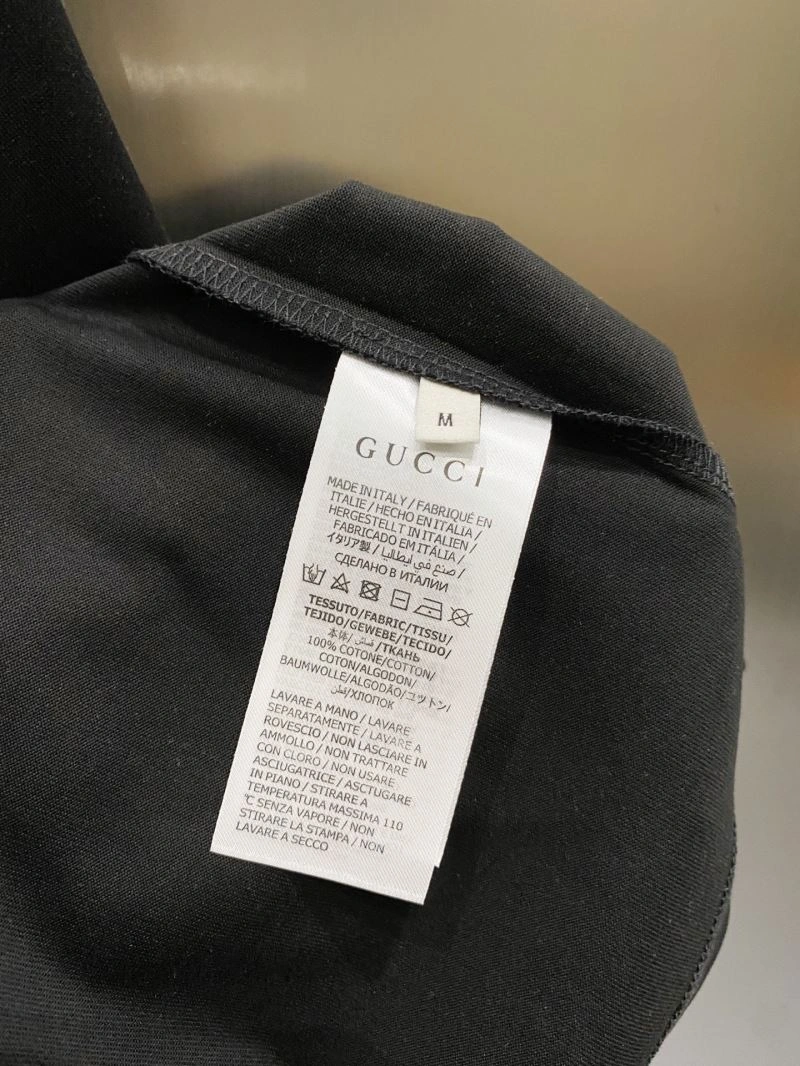 M
GUCCI
MADE IN ITALY / FABRIQUÉ EN
ITALIE / HECHO EN ITALIA /
HERGESTELLT IN ITALIEN /
FABRICADO EM ITÁLIA /
イタリア製 / صنع في ايطاليا /
СДЕЛАНО В ИТАЛИИ
TESSUTO/FABRIC/TISSU/
TEJIDO/GEWEBE/TECIDO/
本体/ قماش /ТКАНЬ
100% COTONE/COTTON/
COTON/ALGODON/
BAUMWOLLE/ALGODÃO/コットン/
قطن/ХЛОПОК
LAVARE A MANO / LAVARE
SEPARATAMENTE / LAVARE A
ROVESCIO / NON LASCIARE IN
AMMOLLO / NON TRATTARE
CON CLORO / NON USARE
ASCIUGATRICE / ASCTUGARE
IN PIANO / STIRARE A
TEMPERATURA MASSIMA 110
°C SENZA VAPORE / NON
STIRARE LA STAMPA / NON
LAVARE A SECCO